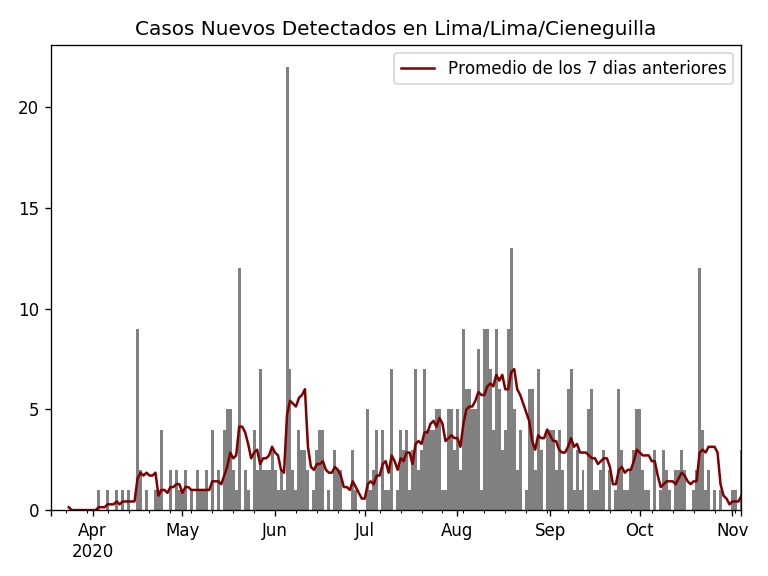 Casos Nuevos Detectados en Lima/Lima/Cieneguilla
Promedio de los 7 dias anteriores
20
15
10
5
0
Apr May Jun Jul Aug Sep Oct Nov
2020